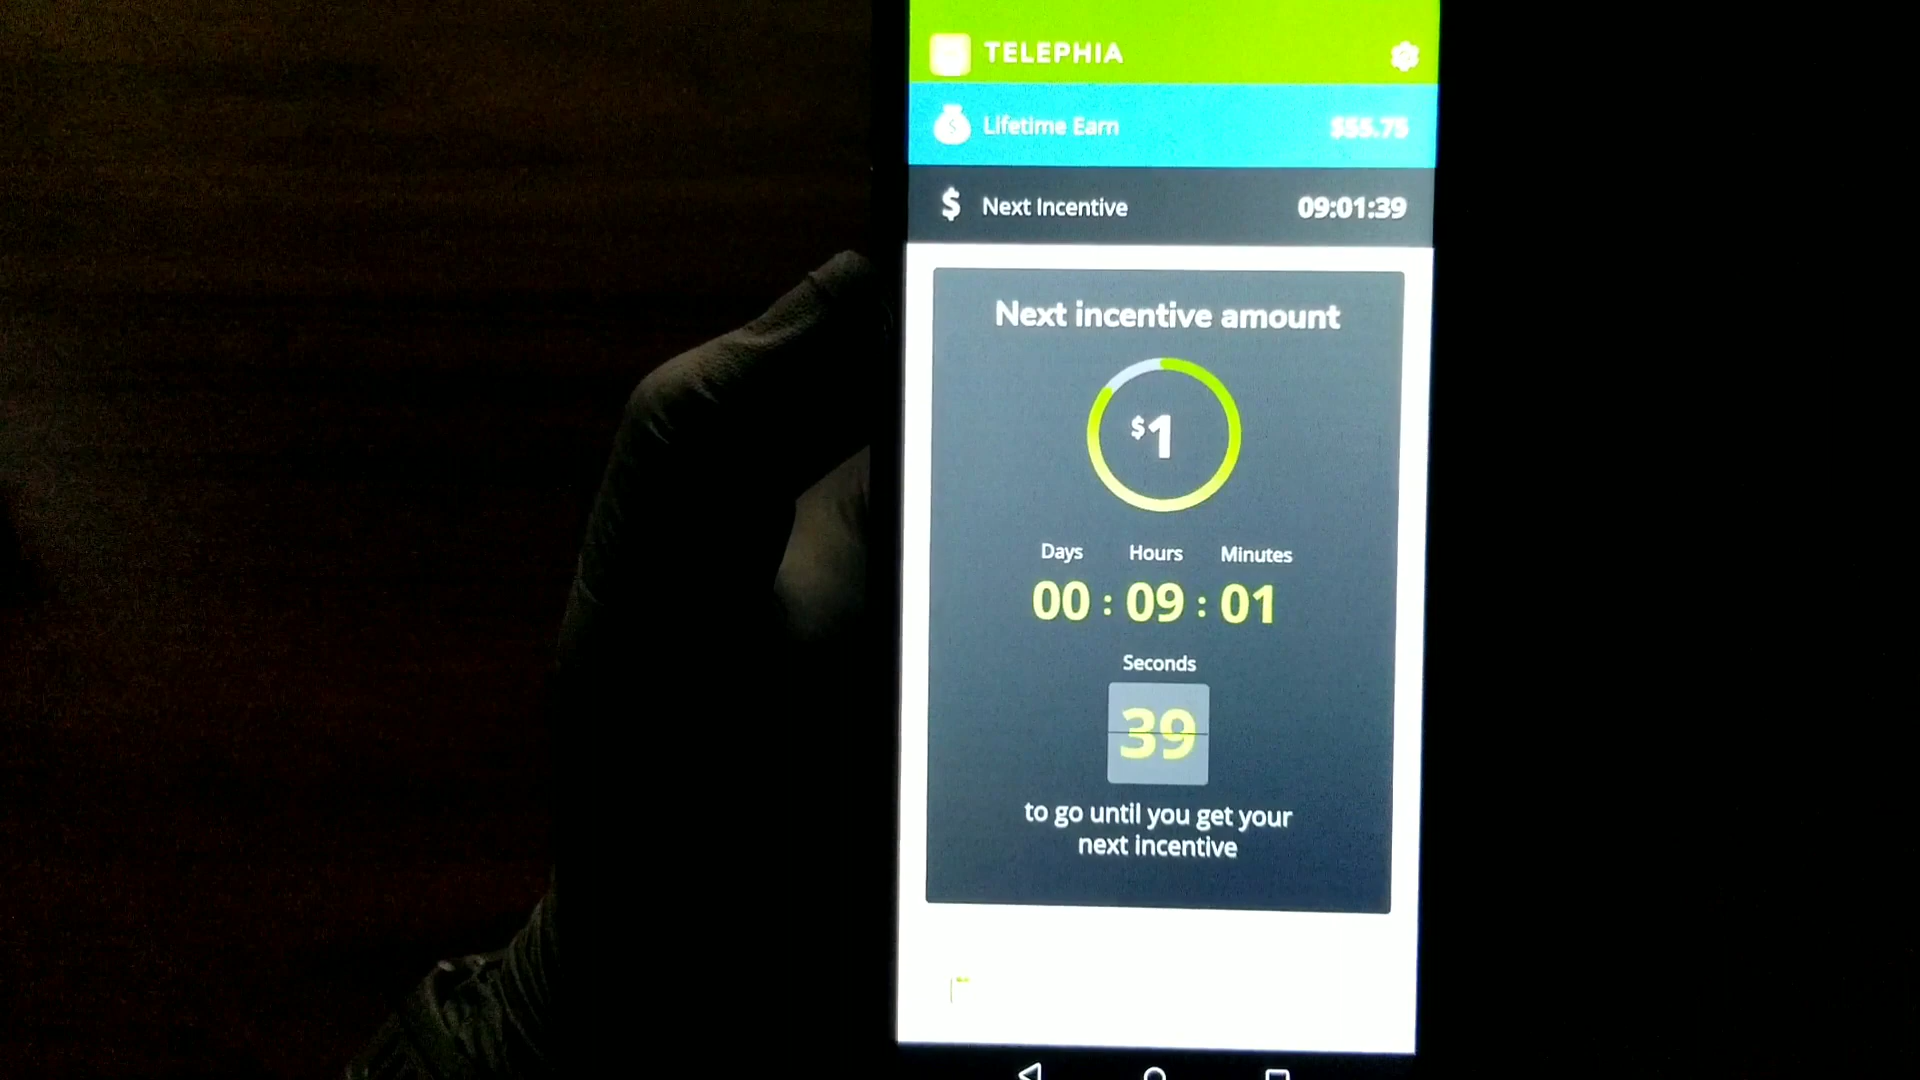 TELEPHIA
Lifetime Earn $55.75
Next Incentive 09:01:39
Next incentive amount
$1
Days Hours Minutes
00 : 09 : 01
Seconds
39
to go until you get your
next incentive